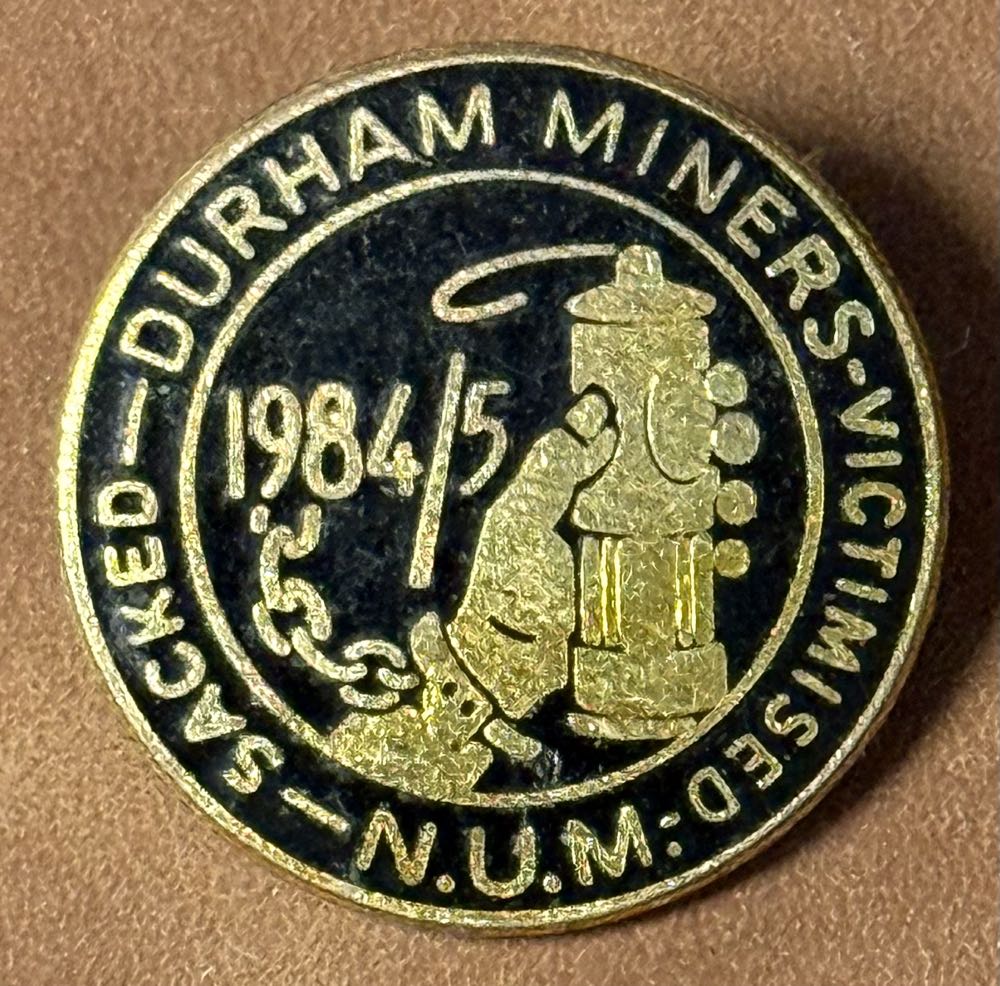 SACKED — DURHAM MINERS · VICTIMISED:
— N.U.M
1984/5